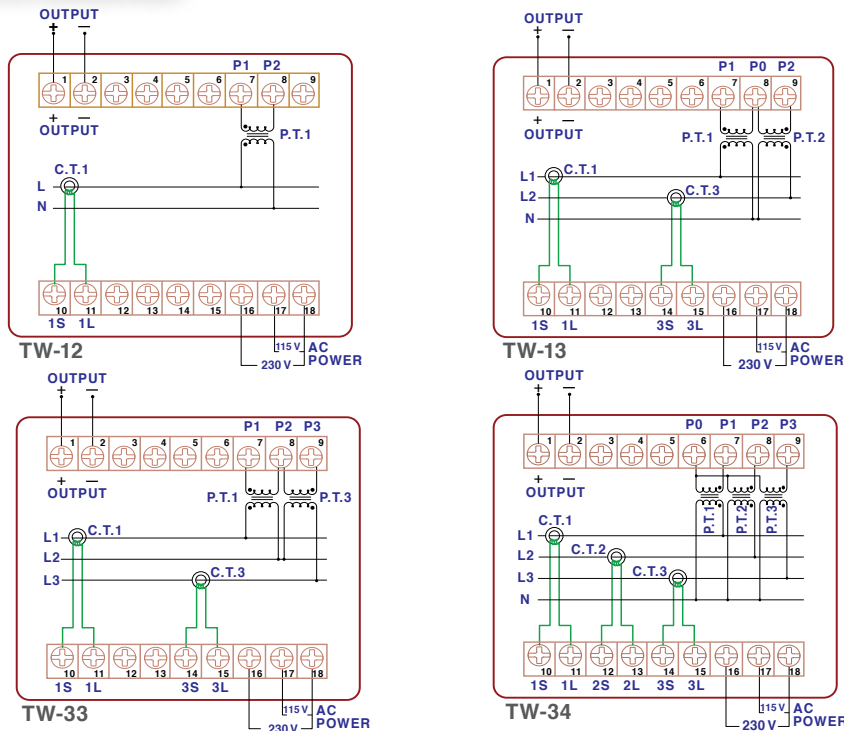 OUTPUT
+ −
P1 P2
1 2 3 4 5 6 7 8 9
+ −
OUTPUT
P.T.1
C.T.1
L
N
10 11 12 13 14 15 16 17 18
1S 1L
TW-12
115 V AC
230 V POWER
OUTPUT
+ −
P1 P0 P2
1 2 3 4 5 6 7 8 9
+ −
OUTPUT
P.T.1 P.T.2
L1 C.T.1
L2 C.T.3
N
10 11 12 13 14 15 16 17 18
1S 1L 3S 3L
TW-13
115 V AC
230 V POWER
OUTPUT
+ −
P1 P2 P3
1 2 3 4 5 6 7 8 9
+ −
OUTPUT
P.T.1 P.T.3
L1 C.T.1
L2
L3 C.T.3
10 11 12 13 14 15 16 17 18
1S 1L 3S 3L
TW-33
115 V AC
230 V POWER
OUTPUT
+ −
P0 P1 P2 P3
1 2 3 4 5 6 7 8 9
+ −
OUTPUT
P.T.1 P.T.2 P.T.3
C.T.1
L1
L2 C.T.2
L3 C.T.3
N
10 11 12 13 14 15 16 17 18
1S 1L 2S 2L 3S 3L
TW-34
115 V AC
230 V POWER